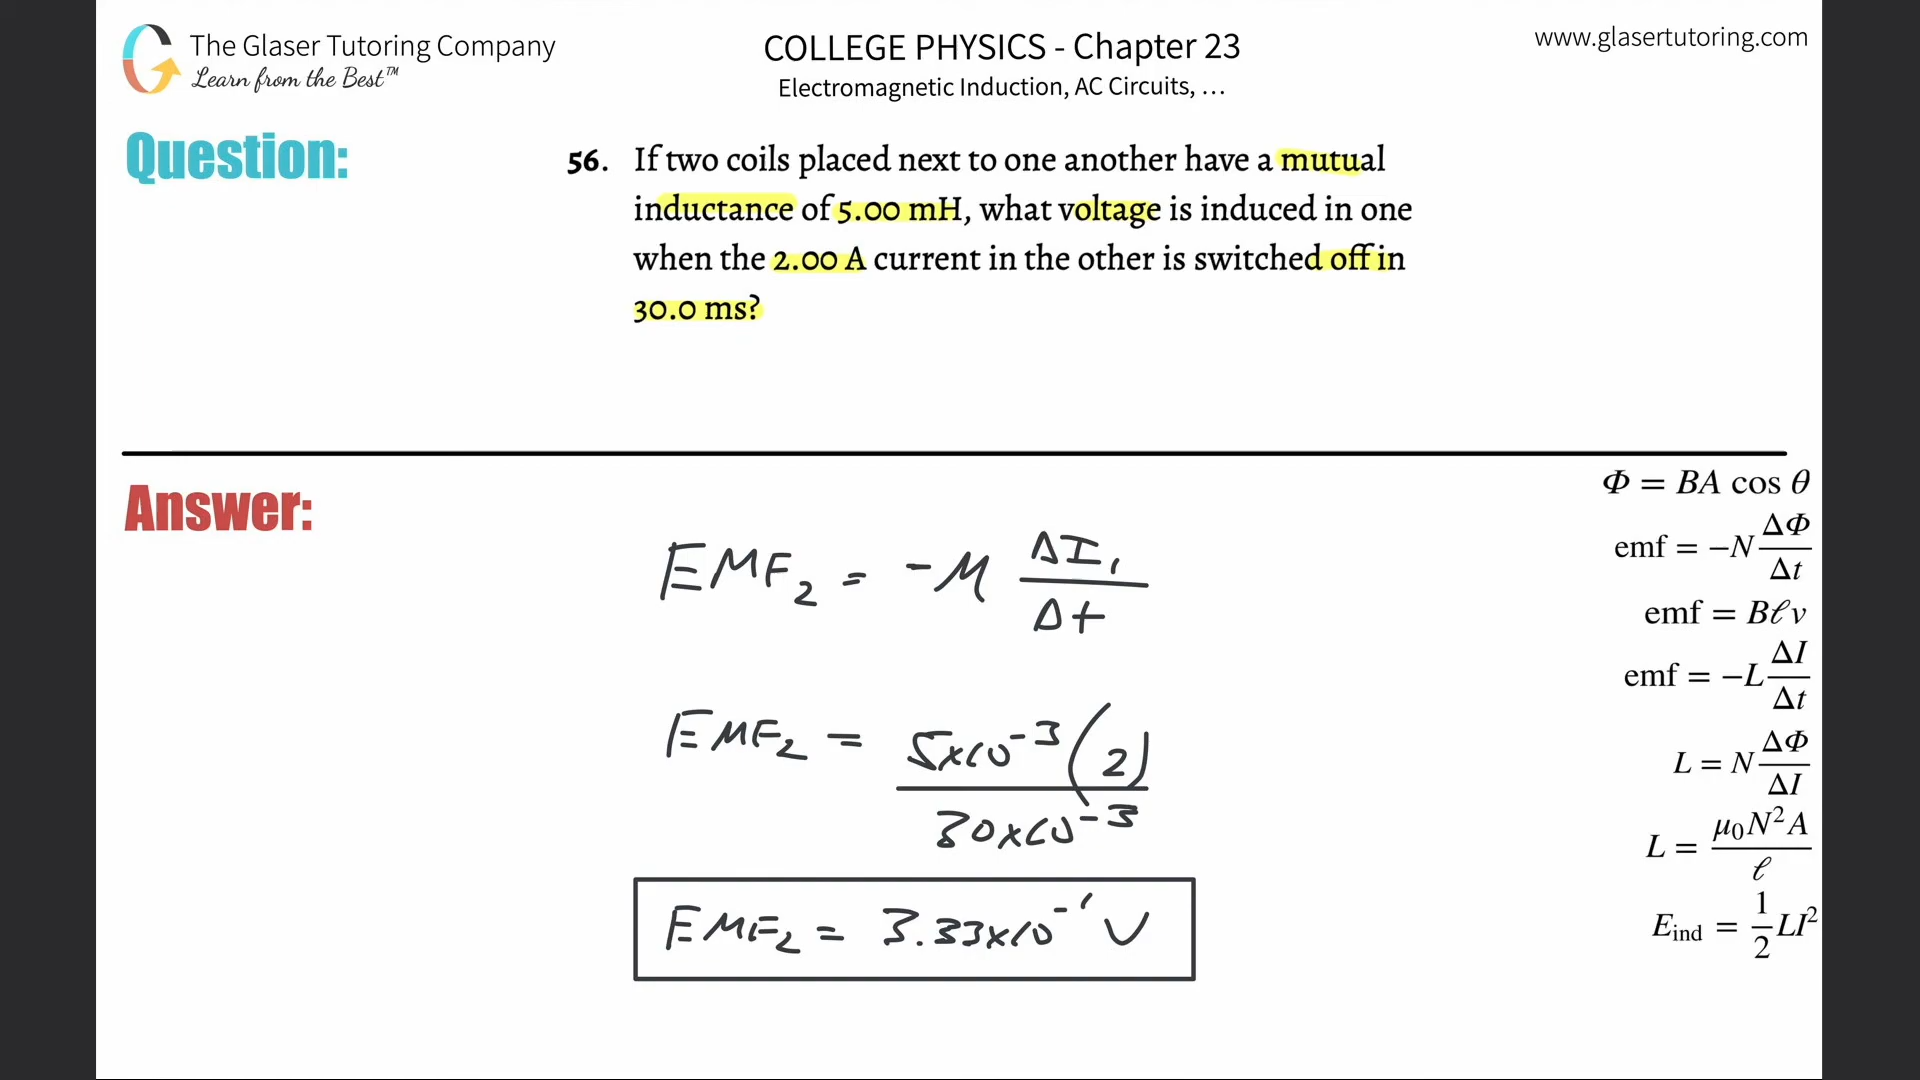 The Glaser Tutoring Company
Learn from the Best™
COLLEGE PHYSICS - Chapter 23
Electromagnetic Induction, AC Circuits, …
www.glasertutoring.com
Question:
56. If two coils placed next to one another have a mutual
inductance of 5.00 mH, what voltage is induced in one
when the 2.00 A current in the other is switched off in
30.0 ms?
Answer:
EMF₂ = -M ΔI₁ / Δt
EMF₂ = 5x10⁻³(2) / 30x10⁻³
EMF₂ = 3.33x10⁻¹ V
Φ = BA cos θ
emf = −N ΔΦ / Δt
emf = Bℓv
emf = −L ΔI / Δt
L = N ΔΦ / ΔI
L = μ₀N²A / ℓ
E_ind = 1/2 LI²